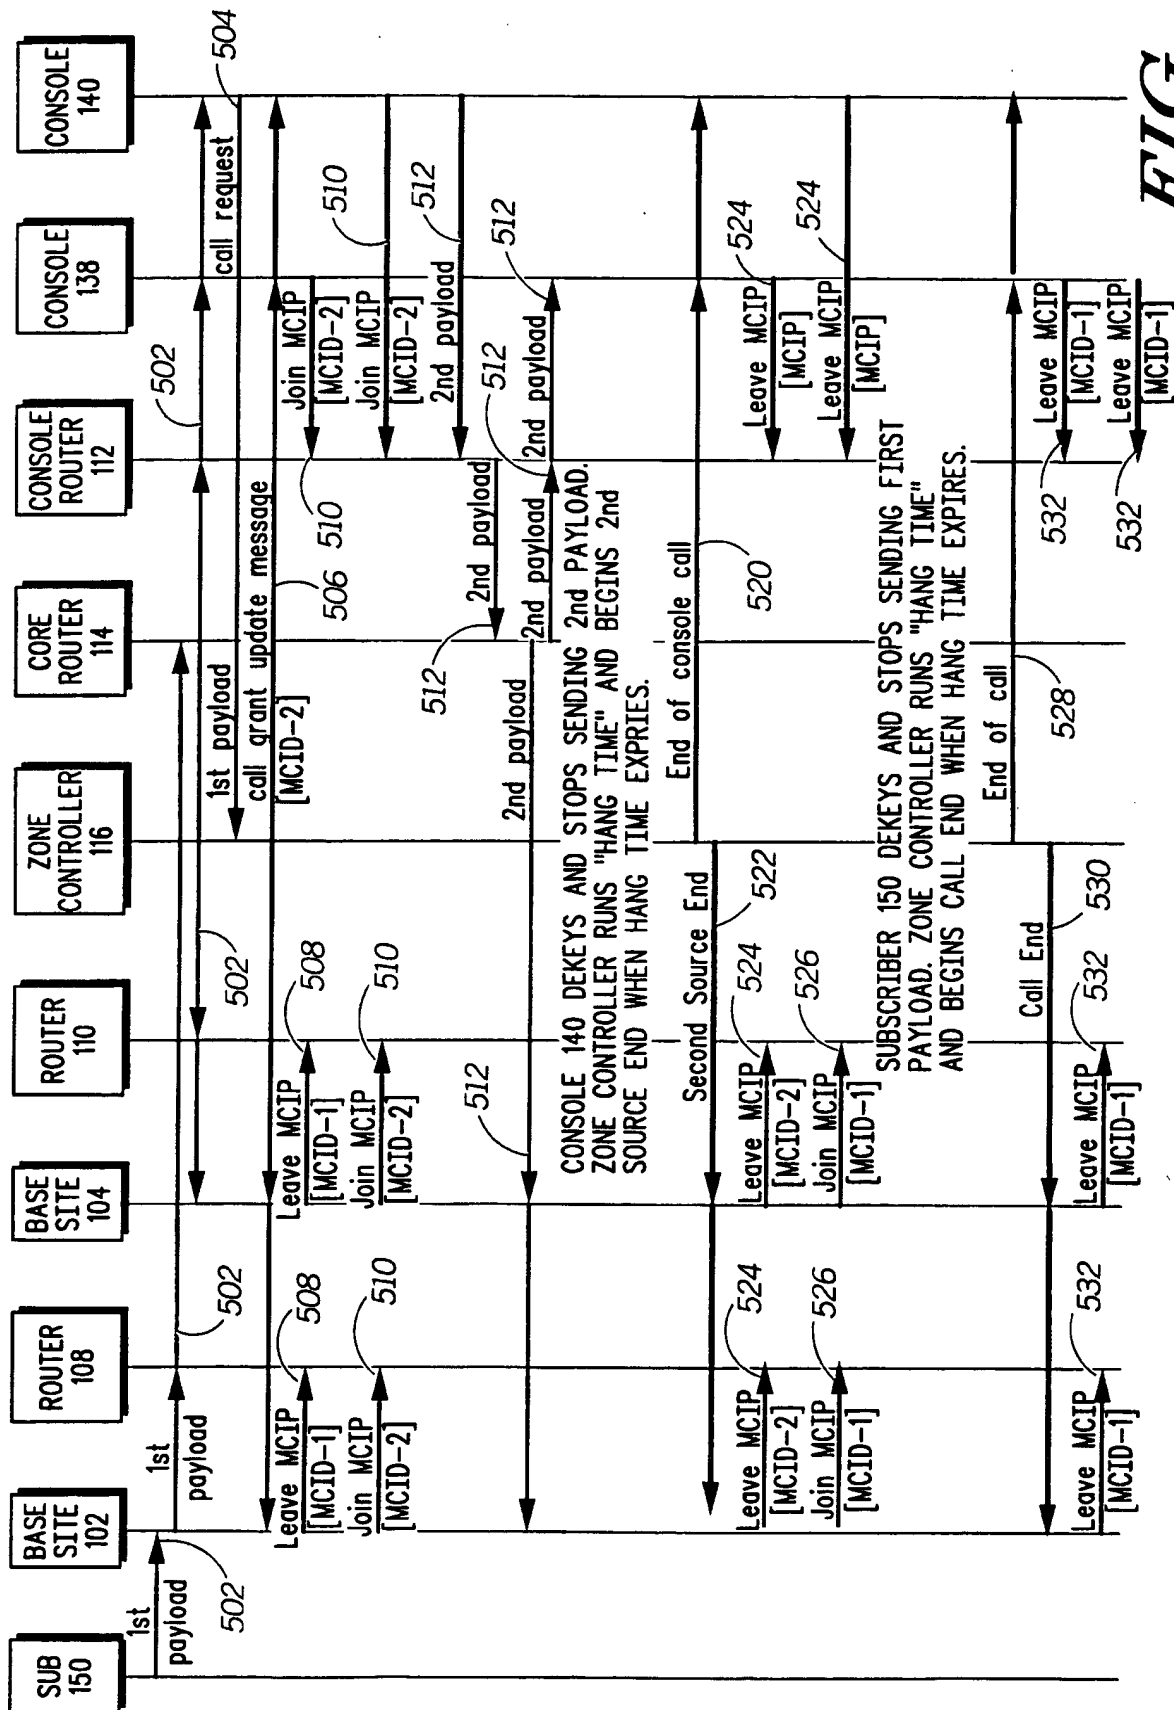 SUB
150
BASE
SITE
102
ROUTER
108
BASE
SITE
104
ROUTER
110
ZONE
CONTROLLER
116
CORE
ROUTER
114
CONSOLE
ROUTER
112
CONSOLE
138
CONSOLE
140
1st
payload
502
1st
payload
502
502
502
1st payload
call request
504
call grant update message
[MCID-2]
506
Leave MCIP
[MCID-1]
508
Leave MCIP
[MCID-1]
508
Join MCIP
[MCID-2]
510
Join MCIP
[MCID-2]
510
Join MCIP
[MCID-2]
510
Join MCIP
[MCID-2]
510
2nd payload
512
2nd payload
512
2nd payload
512
2nd payload
512
2nd payload
512
CONSOLE 140 DEKEYS AND STOPS SENDING 2nd PAYLOAD.
ZONE CONTROLLER RUNS "HANG TIME" AND BEGINS 2nd
SOURCE END WHEN HANG TIME EXPRIES.
End of console call
520
Second Source End
522
Leave MCIP
[MCID-2]
524
Leave MCIP
[MCID-2]
524
Leave MCIP
[MCIP]
524
Join MCIP
[MCID-1]
526
Join MCIP
[MCID-1]
526
Leave MCIP
[MCIP]
524
SUBSCRIBER 150 DEKEYS AND STOPS SENDING FIRST
PAYLOAD. ZONE CONTROLLER RUNS "HANG TIME"
AND BEGINS CALL END WHEN HANG TIME EXPIRES.
End of call
528
Call End
530
Leave MCIP
[MCID-1]
532
Leave MCIP
[MCID-1]
532
Leave MCIP
[MCID-1]
532
Leave MCIP
[MCID-1]
532
FIG